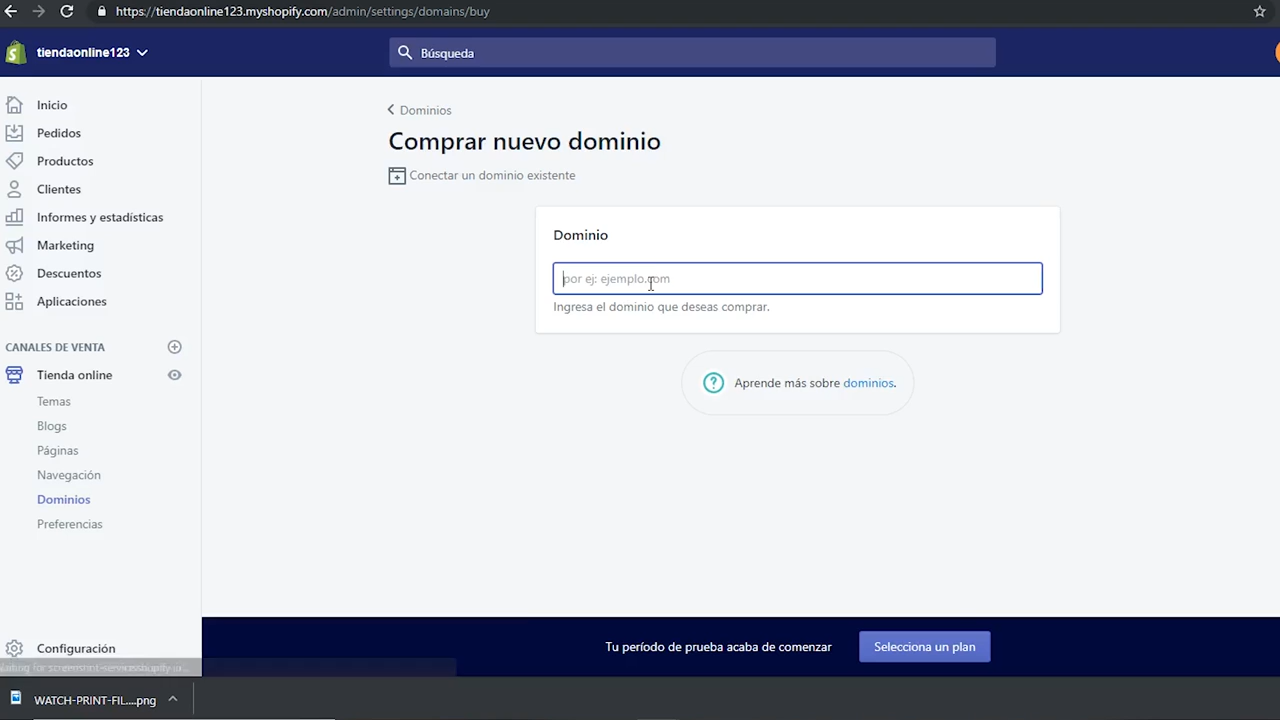 https://tiendaonline123.myshopify.com/admin/settings/domains/buy
tiendaonline123
Búsqueda
Inicio
Pedidos
Productos
Clientes
Informes y estadísticas
Marketing
Descuentos
Aplicaciones
CANALES DE VENTA
Tienda online
Temas
Blogs
Páginas
Navegación
Dominios
Preferencias
Configuración
Dominios
Comprar nuevo dominio
Conectar un dominio existente
Dominio
por ej: ejemplo.com
Ingresa el dominio que deseas comprar.
Aprende más sobre dominios.
Tu período de prueba acaba de comenzar
Selecciona un plan
WATCH-PRINT-FIL....png